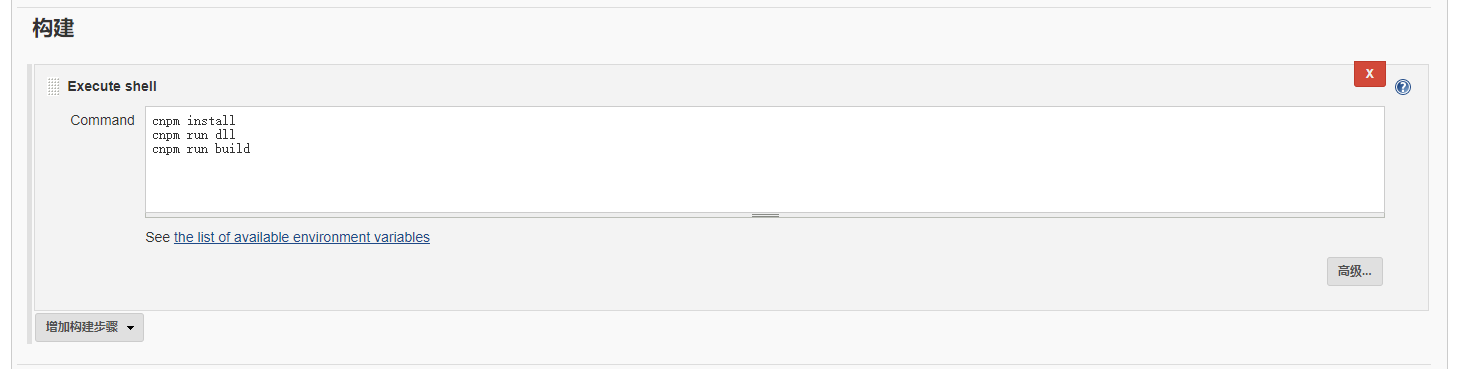 构建
X
Execute shell
Command
cnpm install
cnpm run dll
cnpm run build
See the list of available environment variables
高级...
增加构建步骤